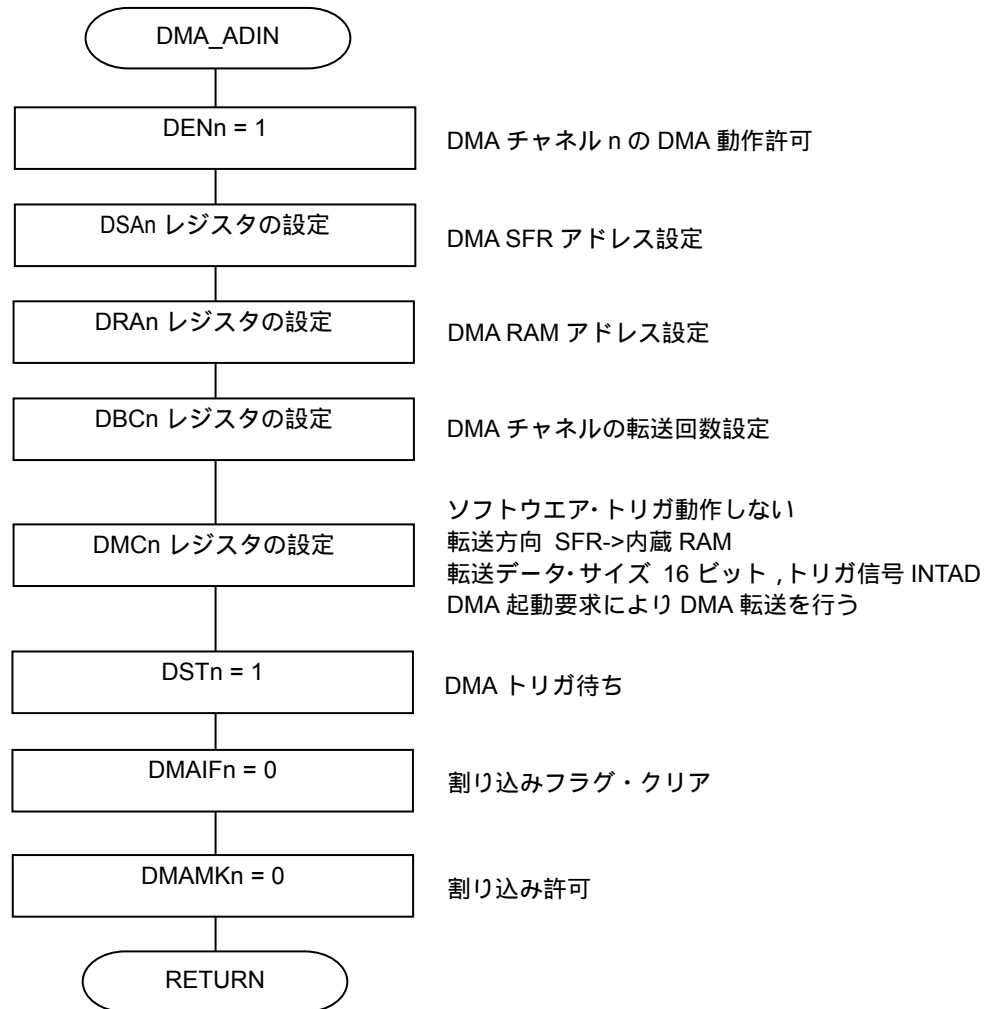 DMA_ADIN
DENn = 1
DMA チャネル n の DMA 動作許可
DSAn レジスタの設定
DMA SFR アドレス設定
DRAn レジスタの設定
DMA RAM アドレス設定
DBCn レジスタの設定
DMA チャネルの転送回数設定
DMCn レジスタの設定
ソフトウエア・トリガ動作しない
転送方向 SFR->内蔵 RAM
転送データ・サイズ 16 ビット ,トリガ信号 INTAD
DMA 起動要求により DMA 転送を行う
DSTn = 1
DMA トリガ待ち
DMAIFn = 0
割り込みフラグ・クリア
DMAMKn = 0
割り込み許可
RETURN